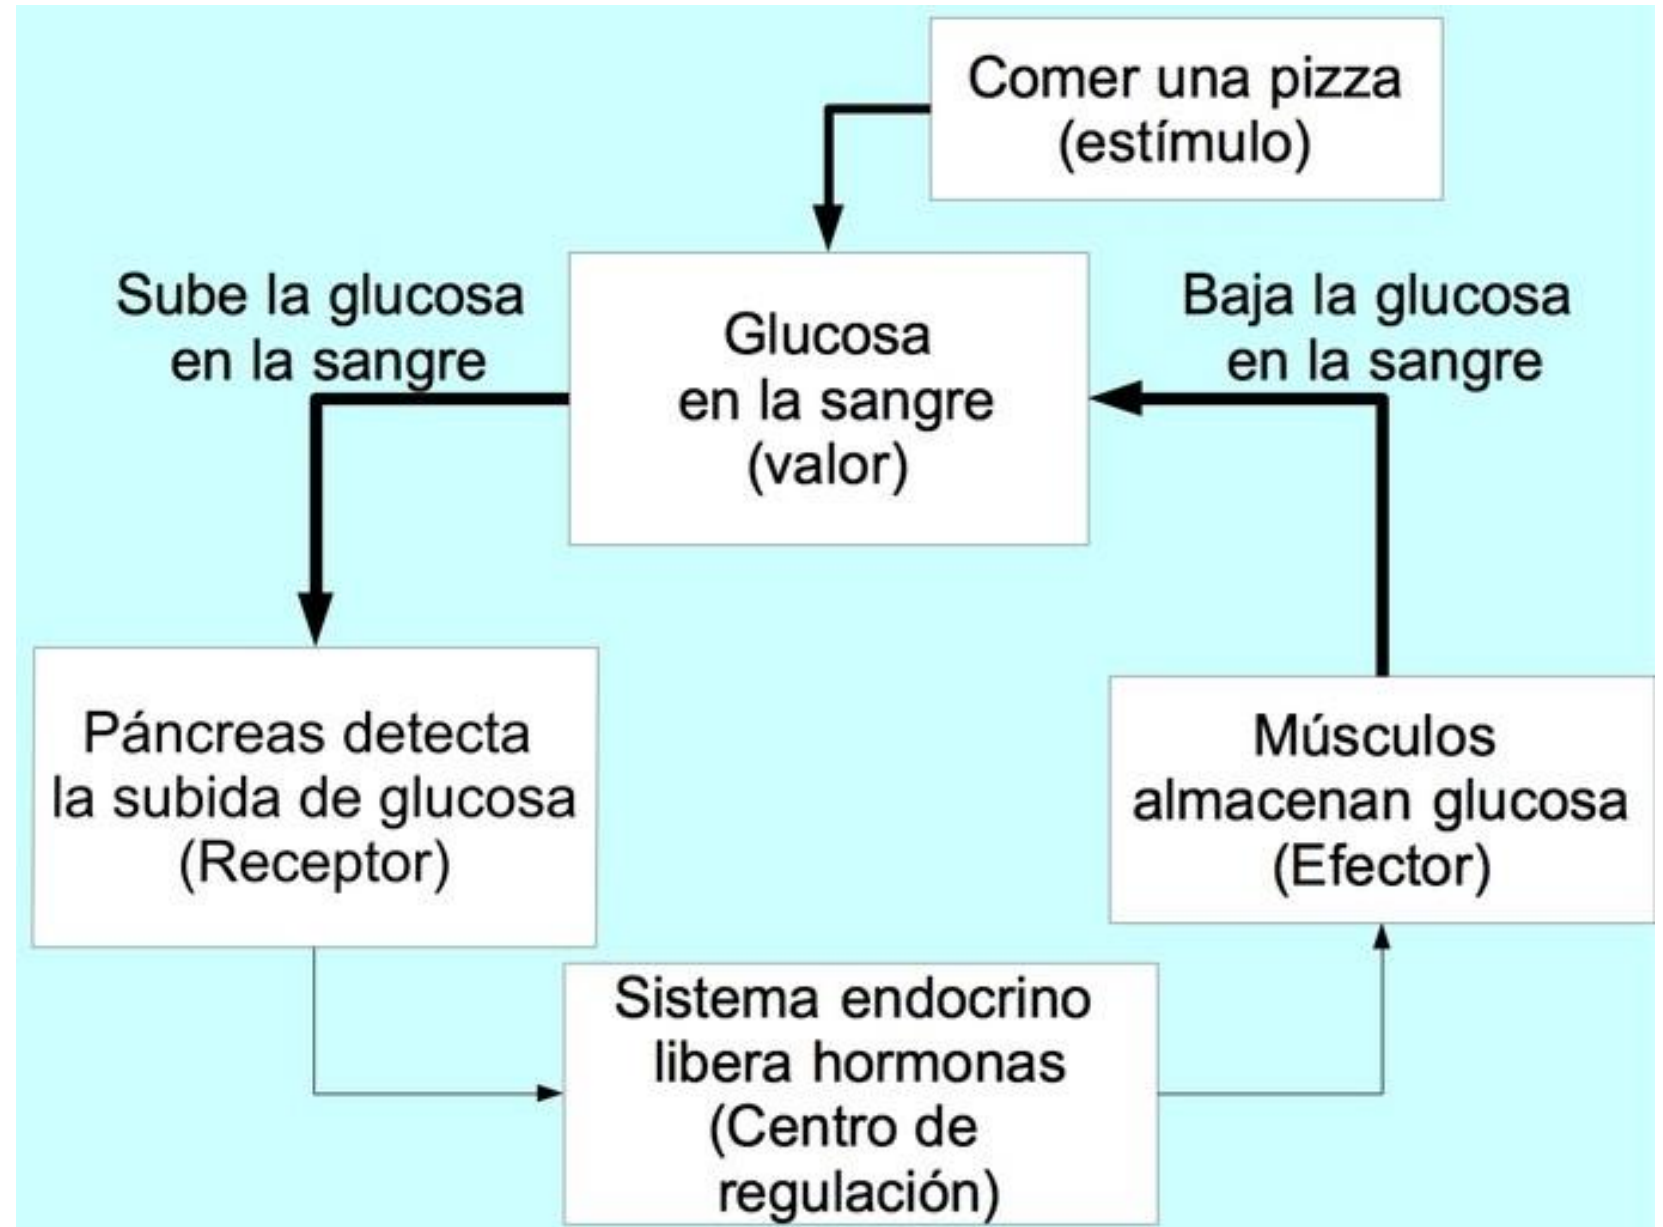 Comer una pizza
(estímulo)
Sube la glucosa
en la sangre
Glucosa
en la sangre
(valor)
Baja la glucosa
en la sangre
Páncreas detecta
la subida de glucosa
(Receptor)
Músculos
almacenan glucosa
(Efector)
Sistema endocrino
libera hormonas
(Centro de
regulación)